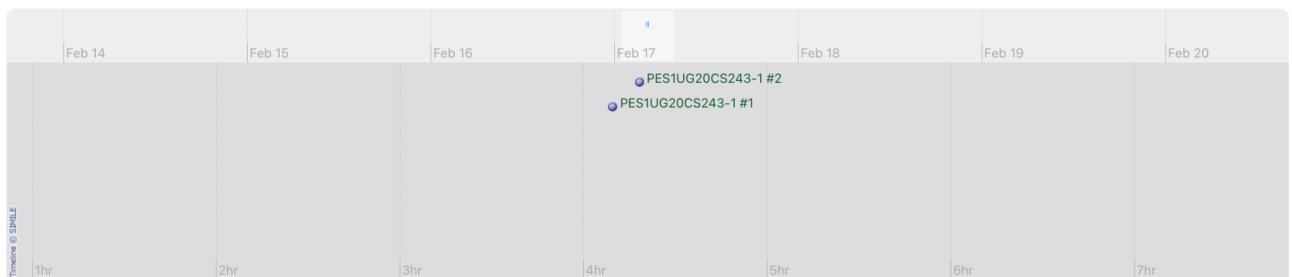 Feb 14 Feb 15 Feb 16 Feb 17 Feb 18 Feb 19 Feb 20
PES1UG20CS243-1 #2
PES1UG20CS243-1 #1
Timeline © SIMILE
1hr 2hr 3hr 4hr 5hr 6hr 7hr